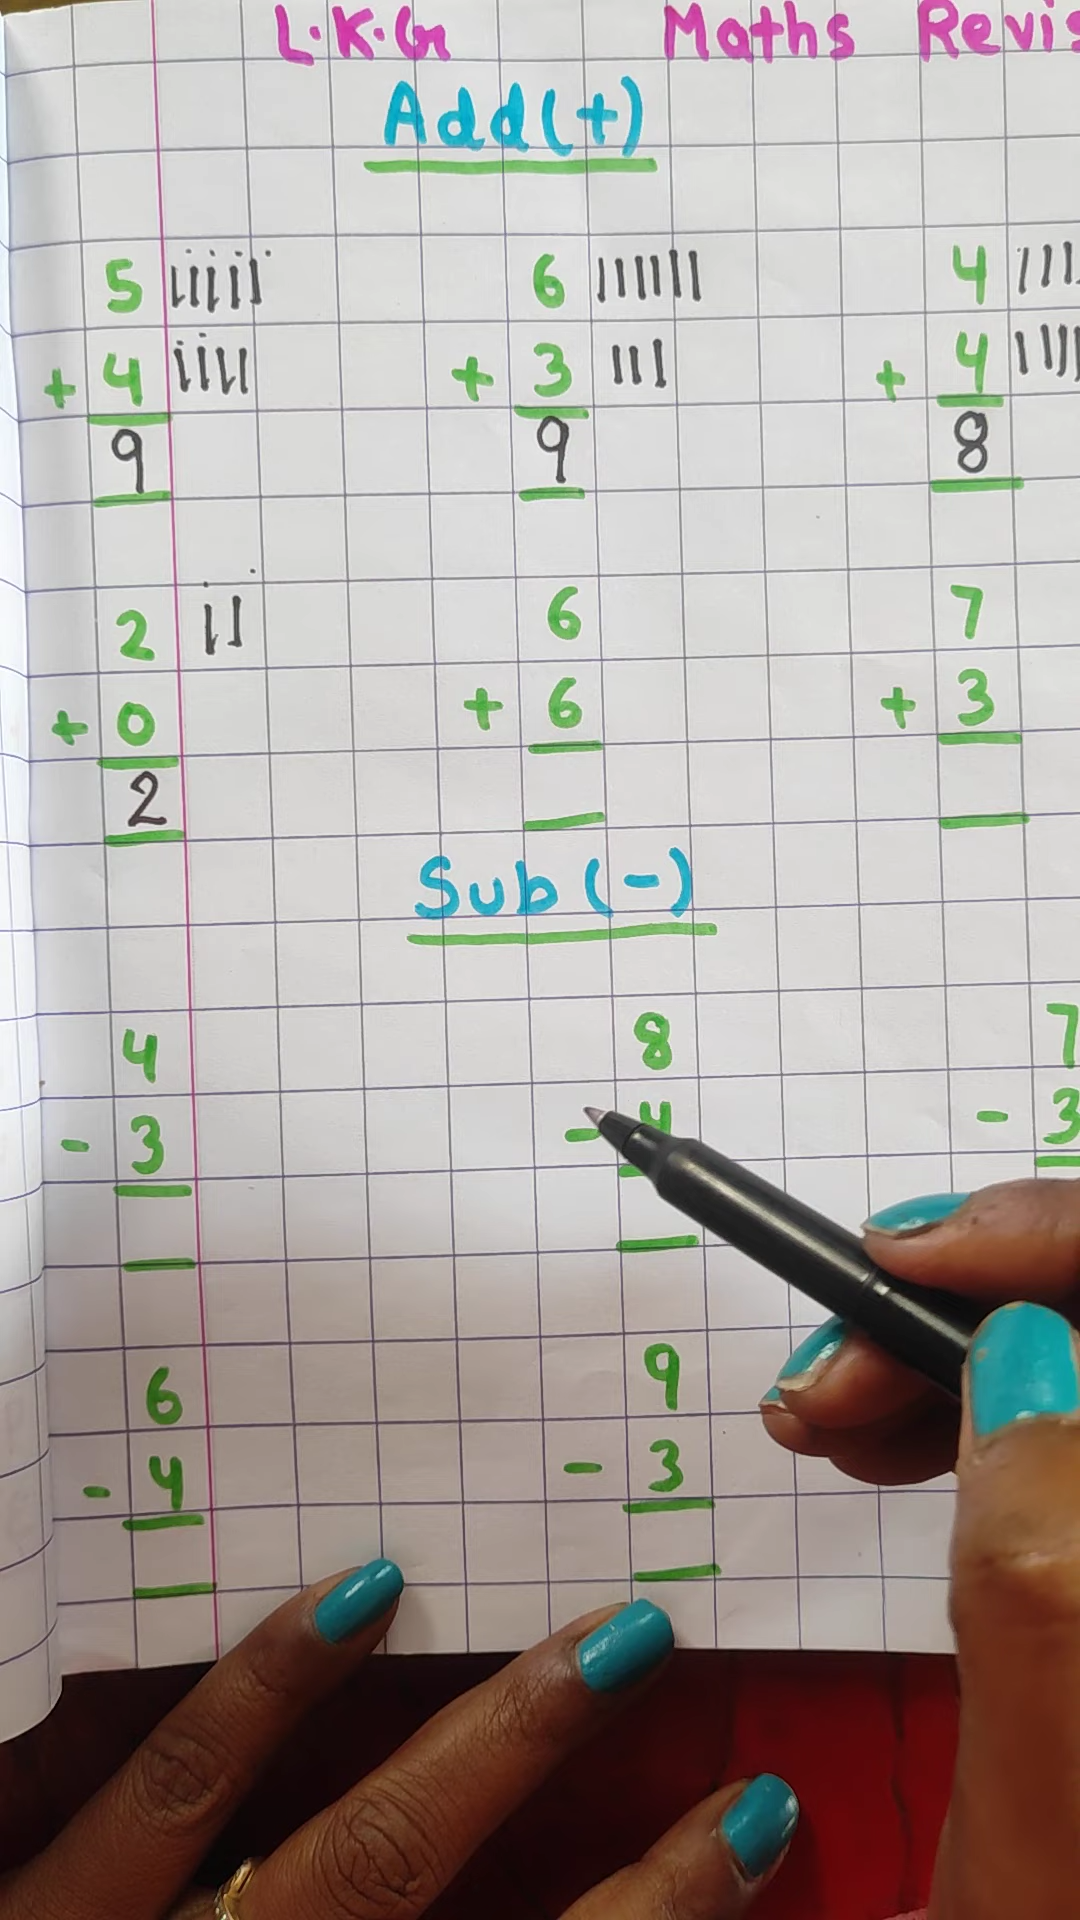 L.K.G Maths Revis
Add(+)
5 6 4
+ 4 + 3 + 4
9 9 8
2 6 7
+ 0 + 6 + 3
2
Sub(-)
4 8 7
- 3 - 4 - 3
6 9
- 4 - 3